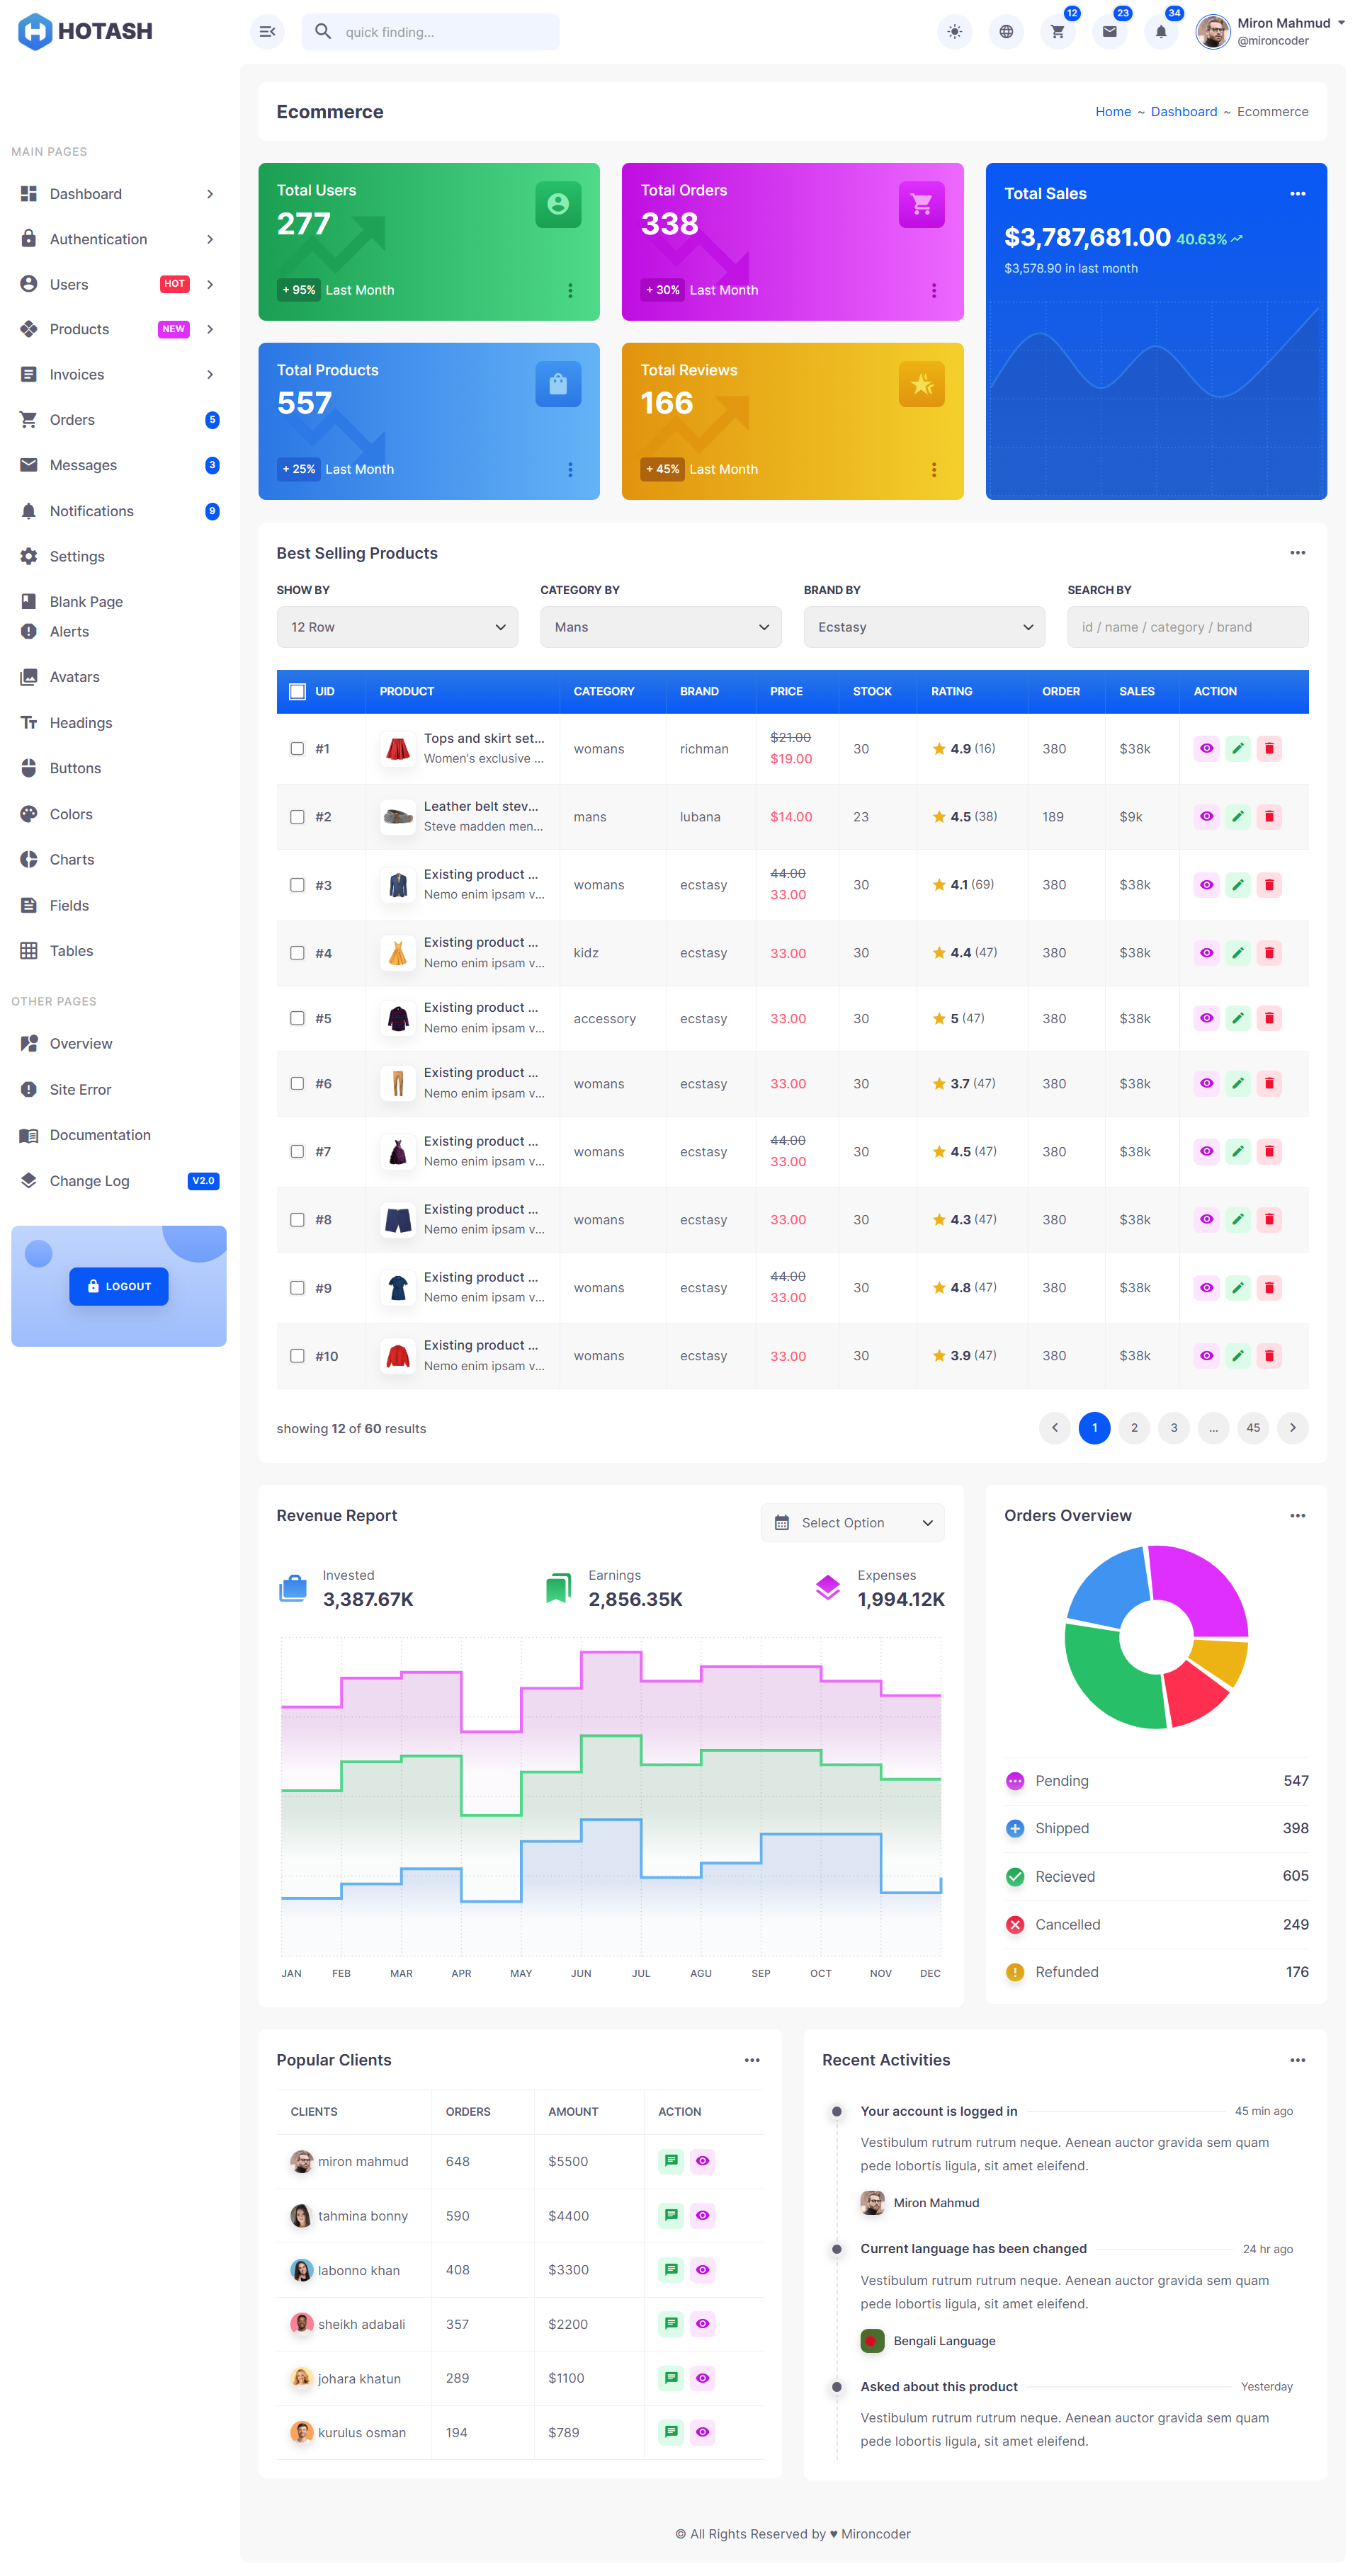 HOTASH
quick finding...
12
23
34
Miron Mahmud
@mironcoder
MAIN PAGES
Dashboard
Authentication
Users HOT
Products NEW
Invoices
Orders 5
Messages 3
Notifications 9
Settings
Blank Page
Alerts
Avatars
Headings
Buttons
Colors
Charts
Fields
Tables
OTHER PAGES
Overview
Site Error
Documentation
Change Log V2.0
LOGOUT
Ecommerce
Home ~ Dashboard ~ Ecommerce
Total Users
277
+ 95% Last Month
Total Orders
338
+ 30% Last Month
Total Products
557
+ 25% Last Month
Total Reviews
166
+ 45% Last Month
Total Sales
$3,787,681.00 40.63%
$3,578.90 in last month
Best Selling Products
SHOW BY CATEGORY BY BRAND BY SEARCH BY
12 Row Mans Ecstasy id / name / category / brand
UID PRODUCT CATEGORY BRAND PRICE STOCK RATING ORDER SALES ACTION
#1 Tops and skirt set... womans richman $21.00 30 4.9 (16) 380 $38k
Women's exclusive ... $19.00
#2 Leather belt stev... mans lubana $14.00 23 4.5 (38) 189 $9k
Steve madden men...
#3 Existing product ... womans ecstasy 44.00 30 4.1 (69) 380 $38k
Nemo enim ipsam v... 33.00
#4 Existing product ... kidz ecstasy 33.00 30 4.4 (47) 380 $38k
Nemo enim ipsam v...
#5 Existing product ... accessory ecstasy 33.00 30 5 (47) 380 $38k
Nemo enim ipsam v...
#6 Existing product ... womans ecstasy 33.00 30 3.7 (47) 380 $38k
Nemo enim ipsam v...
#7 Existing product ... womans ecstasy 44.00 30 4.5 (47) 380 $38k
Nemo enim ipsam v... 33.00
#8 Existing product ... womans ecstasy 33.00 30 4.3 (47) 380 $38k
Nemo enim ipsam v...
#9 Existing product ... womans ecstasy 44.00 30 4.8 (47) 380 $38k
Nemo enim ipsam v... 33.00
#10 Existing product ... womans ecstasy 33.00 30 3.9 (47) 380 $38k
Nemo enim ipsam v...
showing 12 of 60 results
1 2 3 ... 45
Revenue Report
Select Option
Invested
3,387.67K
Earnings
2,856.35K
Expenses
1,994.12K
JAN FEB MAR APR MAY JUN JUL AGU SEP OCT NOV DEC
Orders Overview
Pending 547
Shipped 398
Recieved 605
Cancelled 249
Refunded 176
Popular Clients
CLIENTS ORDERS AMOUNT ACTION
miron mahmud 648 $5500
tahmina bonny 590 $4400
labonno khan 408 $3300
sheikh adabali 357 $2200
johara khatun 289 $1100
kurulus osman 194 $789
Recent Activities
Your account is logged in 45 min ago
Vestibulum rutrum rutrum neque. Aenean auctor gravida sem quam
pede lobortis ligula, sit amet eleifend.
Miron Mahmud
Current language has been changed 24 hr ago
Vestibulum rutrum rutrum neque. Aenean auctor gravida sem quam
pede lobortis ligula, sit amet eleifend.
Bengali Language
Asked about this product Yesterday
Vestibulum rutrum rutrum neque. Aenean auctor gravida sem quam
pede lobortis ligula, sit amet eleifend.
© All Rights Reserved by ♥ Mironcoder